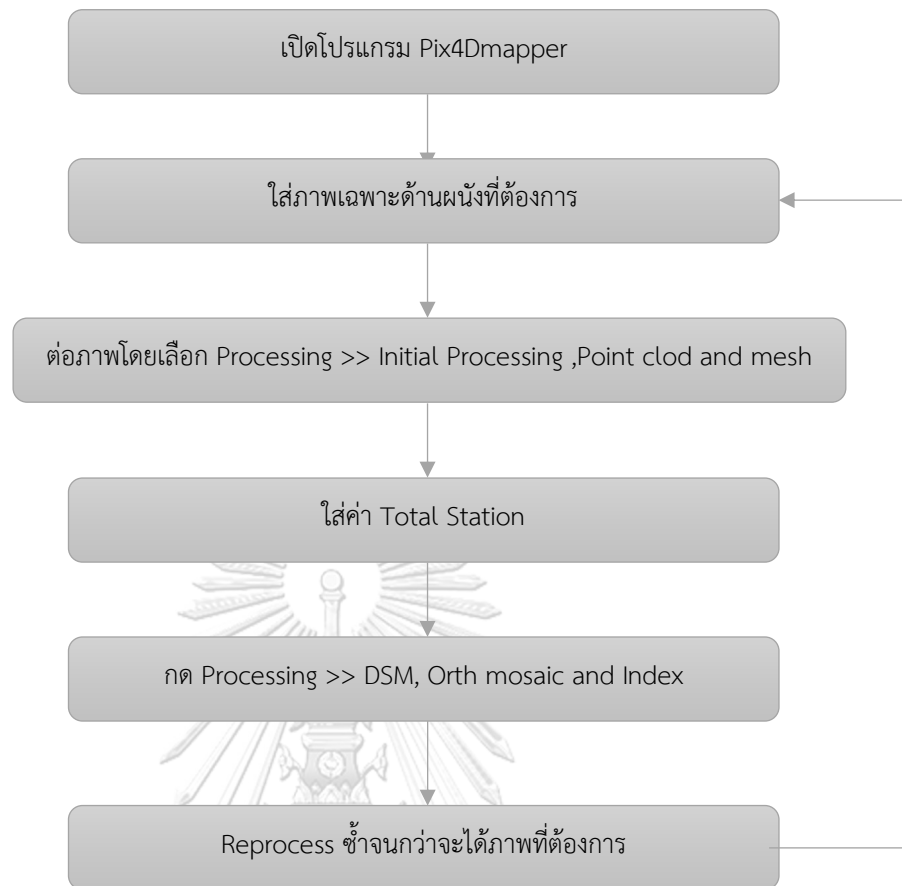 เปิดโปรแกรม Pix4Dmapper
ใส่ภาพเฉพาะด้านผนังที่ต้องการ
ต่อภาพโดยเลือก Processing >> Initial Processing ,Point clod and mesh
ใส่ค่า Total Station
กด Processing >> DSM, Orth mosaic and Index
Reprocess ซ้ำจนกว่าจะได้ภาพที่ต้องการ